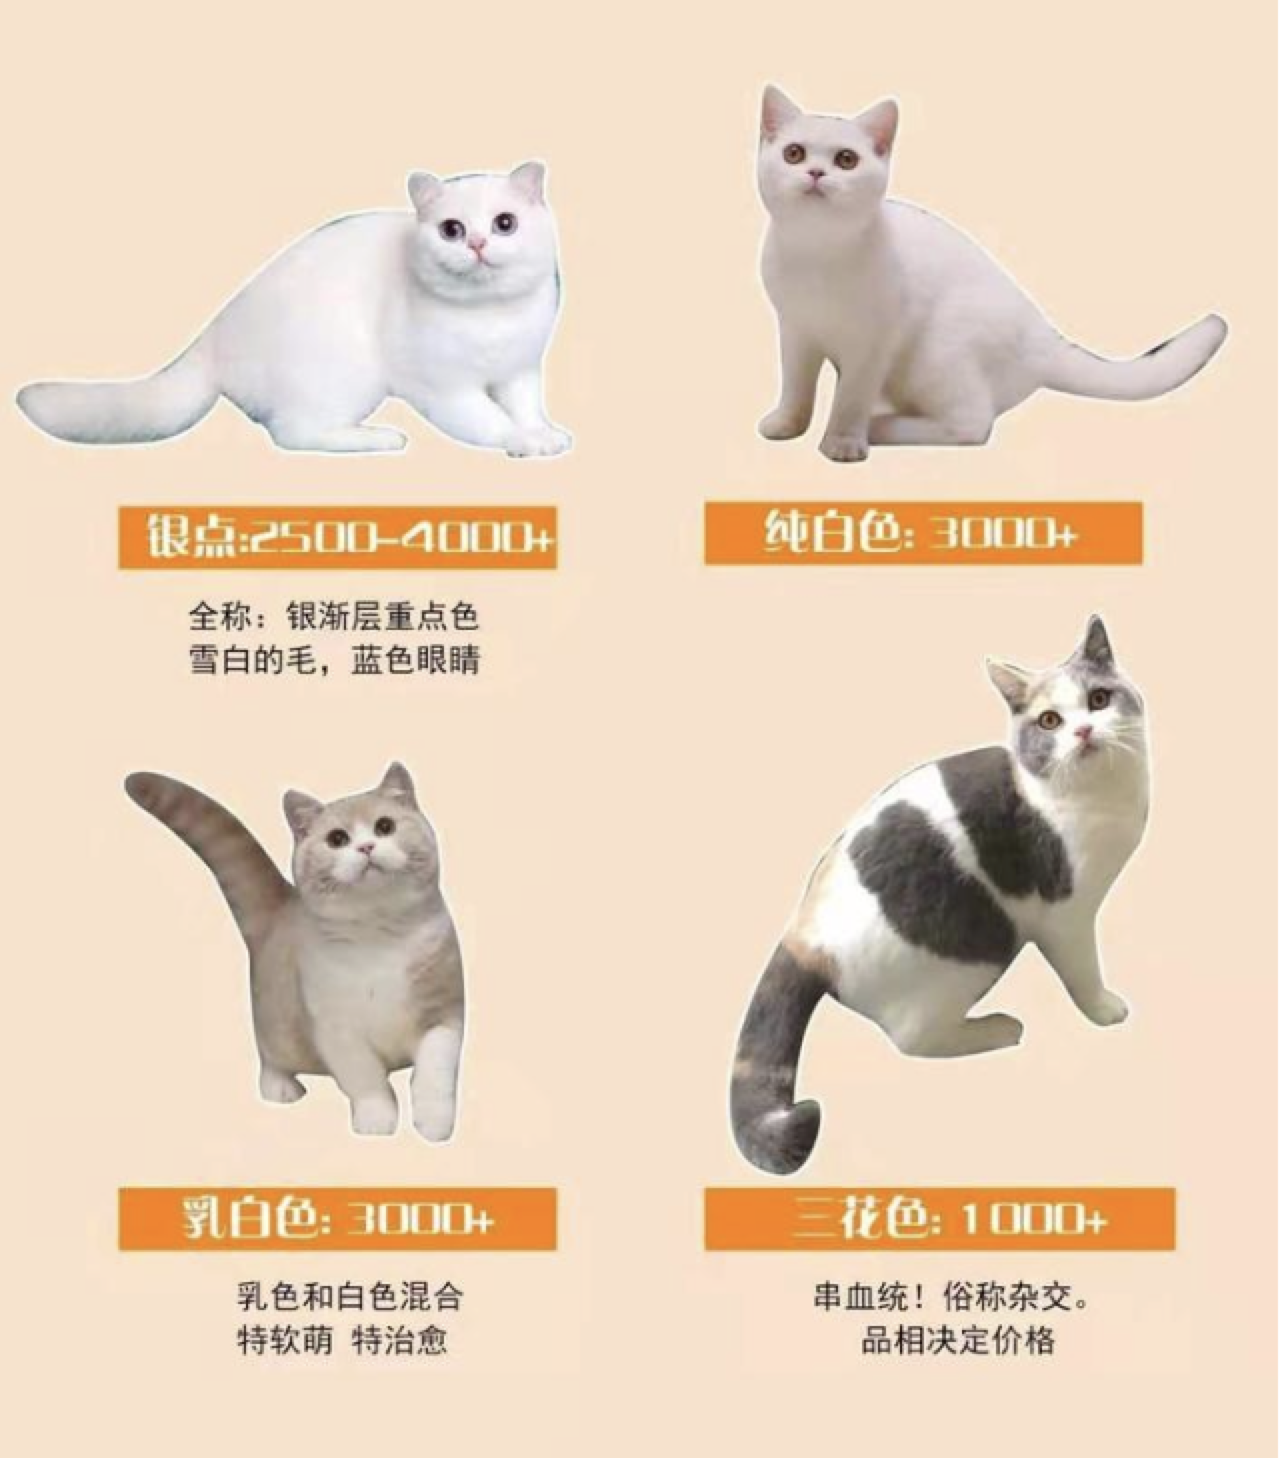 银点:2500-4000+
全称：银渐层重点色
雪白的毛，蓝色眼睛
纯白色: 3000+
乳白色: 3000+
乳色和白色混合
特软萌 特治愈
三花色: 1000+
串血统！俗称杂交。
品相决定价格